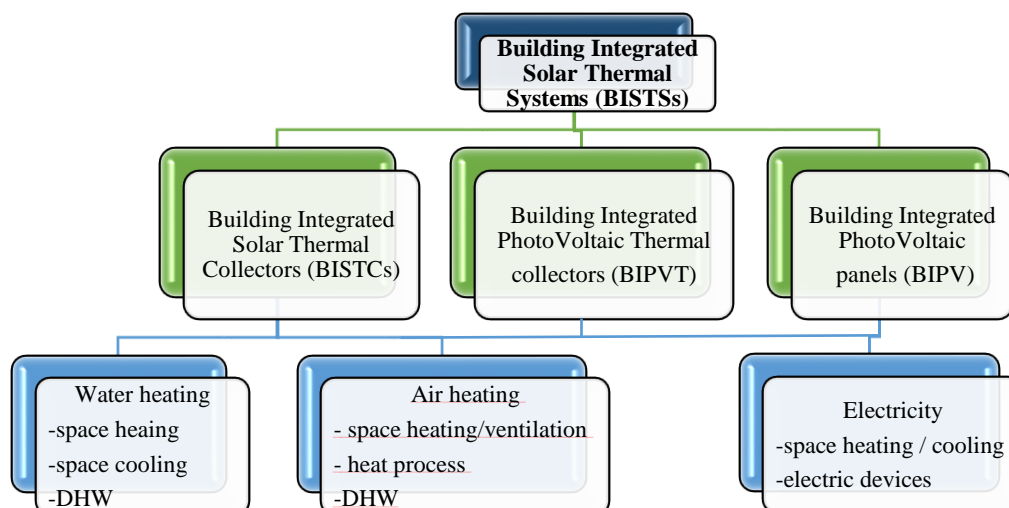 Building Integrated
Solar Thermal
Systems (BISTSs)
Building Integrated
Solar Thermal
Collectors (BISTCs)
Building Integrated
PhotoVoltaic Thermal
collectors (BIPVT)
Building Integrated
PhotoVoltaic
panels (BIPV)
Water heating
-space heaing
-space cooling
-DHW
Air heating
- space heating/ventilation
- heat process
-DHW
Electricity
-space heating / cooling
-electric devices